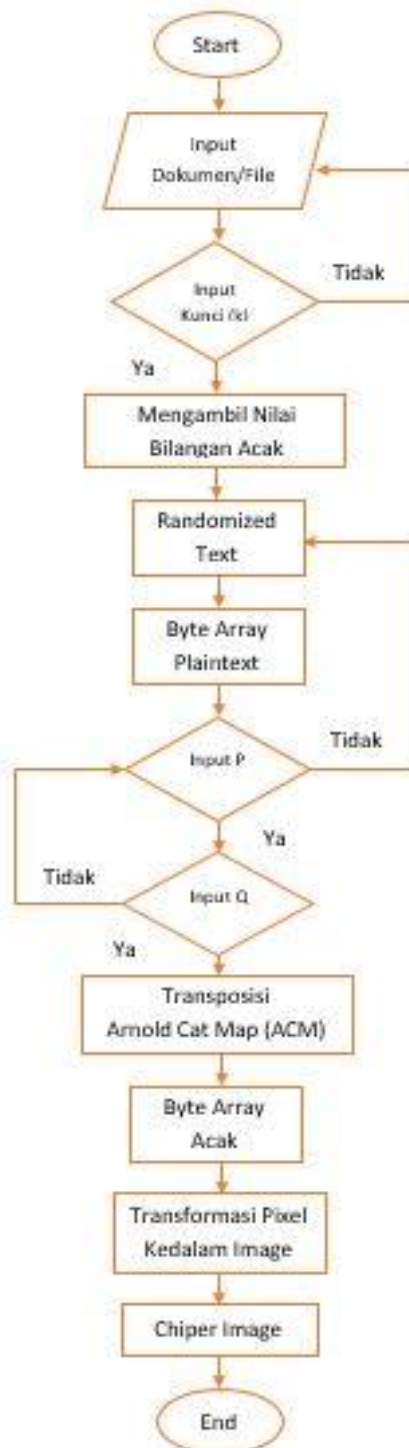 Start
Input
Dokumen/File
Input
Kunci (k)
Tidak
Ya
Mengambil Nilai
Bilangan Acak
Randomized
Text
Byte Array
Plaintext
Input P
Tidak
Ya
Input Q
Tidak
Ya
Transposisi
Arnold Cat Map (ACM)
Byte Array
Acak
Transformasi Pixel
Kedalam Image
Chiper Image
End